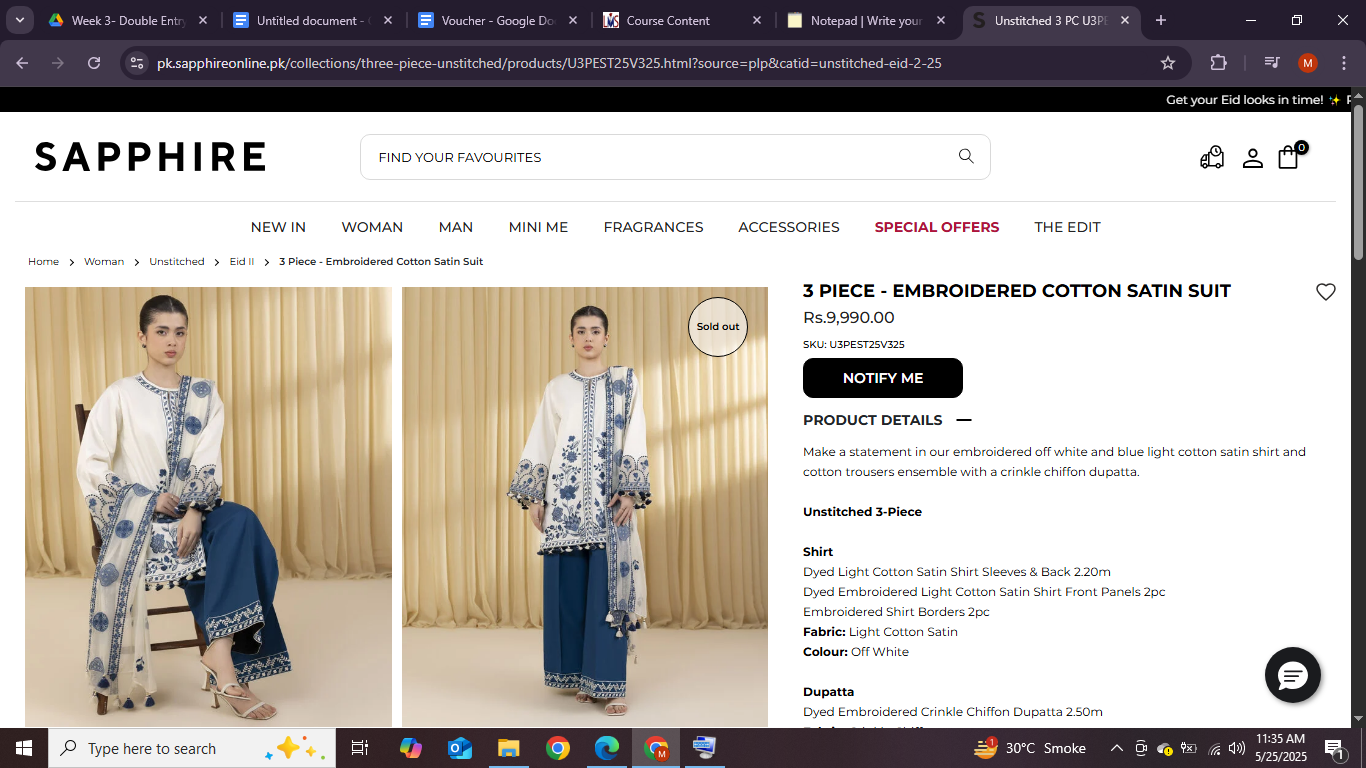 Week 3- Double Entry
Untitled document -
Voucher - Google Do
LMS
Course Content
Notepad | Write your
S
Unstitched 3 PC U3PE
pk.sapphireonline.pk/collections/three-piece-unstitched/products/U3PEST25V325.html?source=plp&catid=unstitched-eid-2-25
M
Get your Eid looks in time! ✨
SAPPHIRE
FIND YOUR FAVOURITES
0
NEW IN WOMAN MAN MINI ME FRAGRANCES ACCESSORIES SPECIAL OFFERS THE EDIT
Home > Woman > Unstitched > Eid II > 3 Piece - Embroidered Cotton Satin Suit
Sold out
3 PIECE - EMBROIDERED COTTON SATIN SUIT
Rs.9,990.00
SKU: U3PEST25V325
NOTIFY ME
PRODUCT DETAILS —
Make a statement in our embroidered off white and blue light cotton satin shirt and
cotton trousers ensemble with a crinkle chiffon dupatta.
Unstitched 3-Piece
Shirt
Dyed Light Cotton Satin Shirt Sleeves & Back 2.20m
Dyed Embroidered Light Cotton Satin Shirt Front Panels 2pc
Embroidered Shirt Borders 2pc
Fabric: Light Cotton Satin
Colour: Off White
Dupatta
Dyed Embroidered Crinkle Chiffon Dupatta 2.50m
Type here to search
M
1
30°C Smoke
11:35 AM
5/25/2025
1